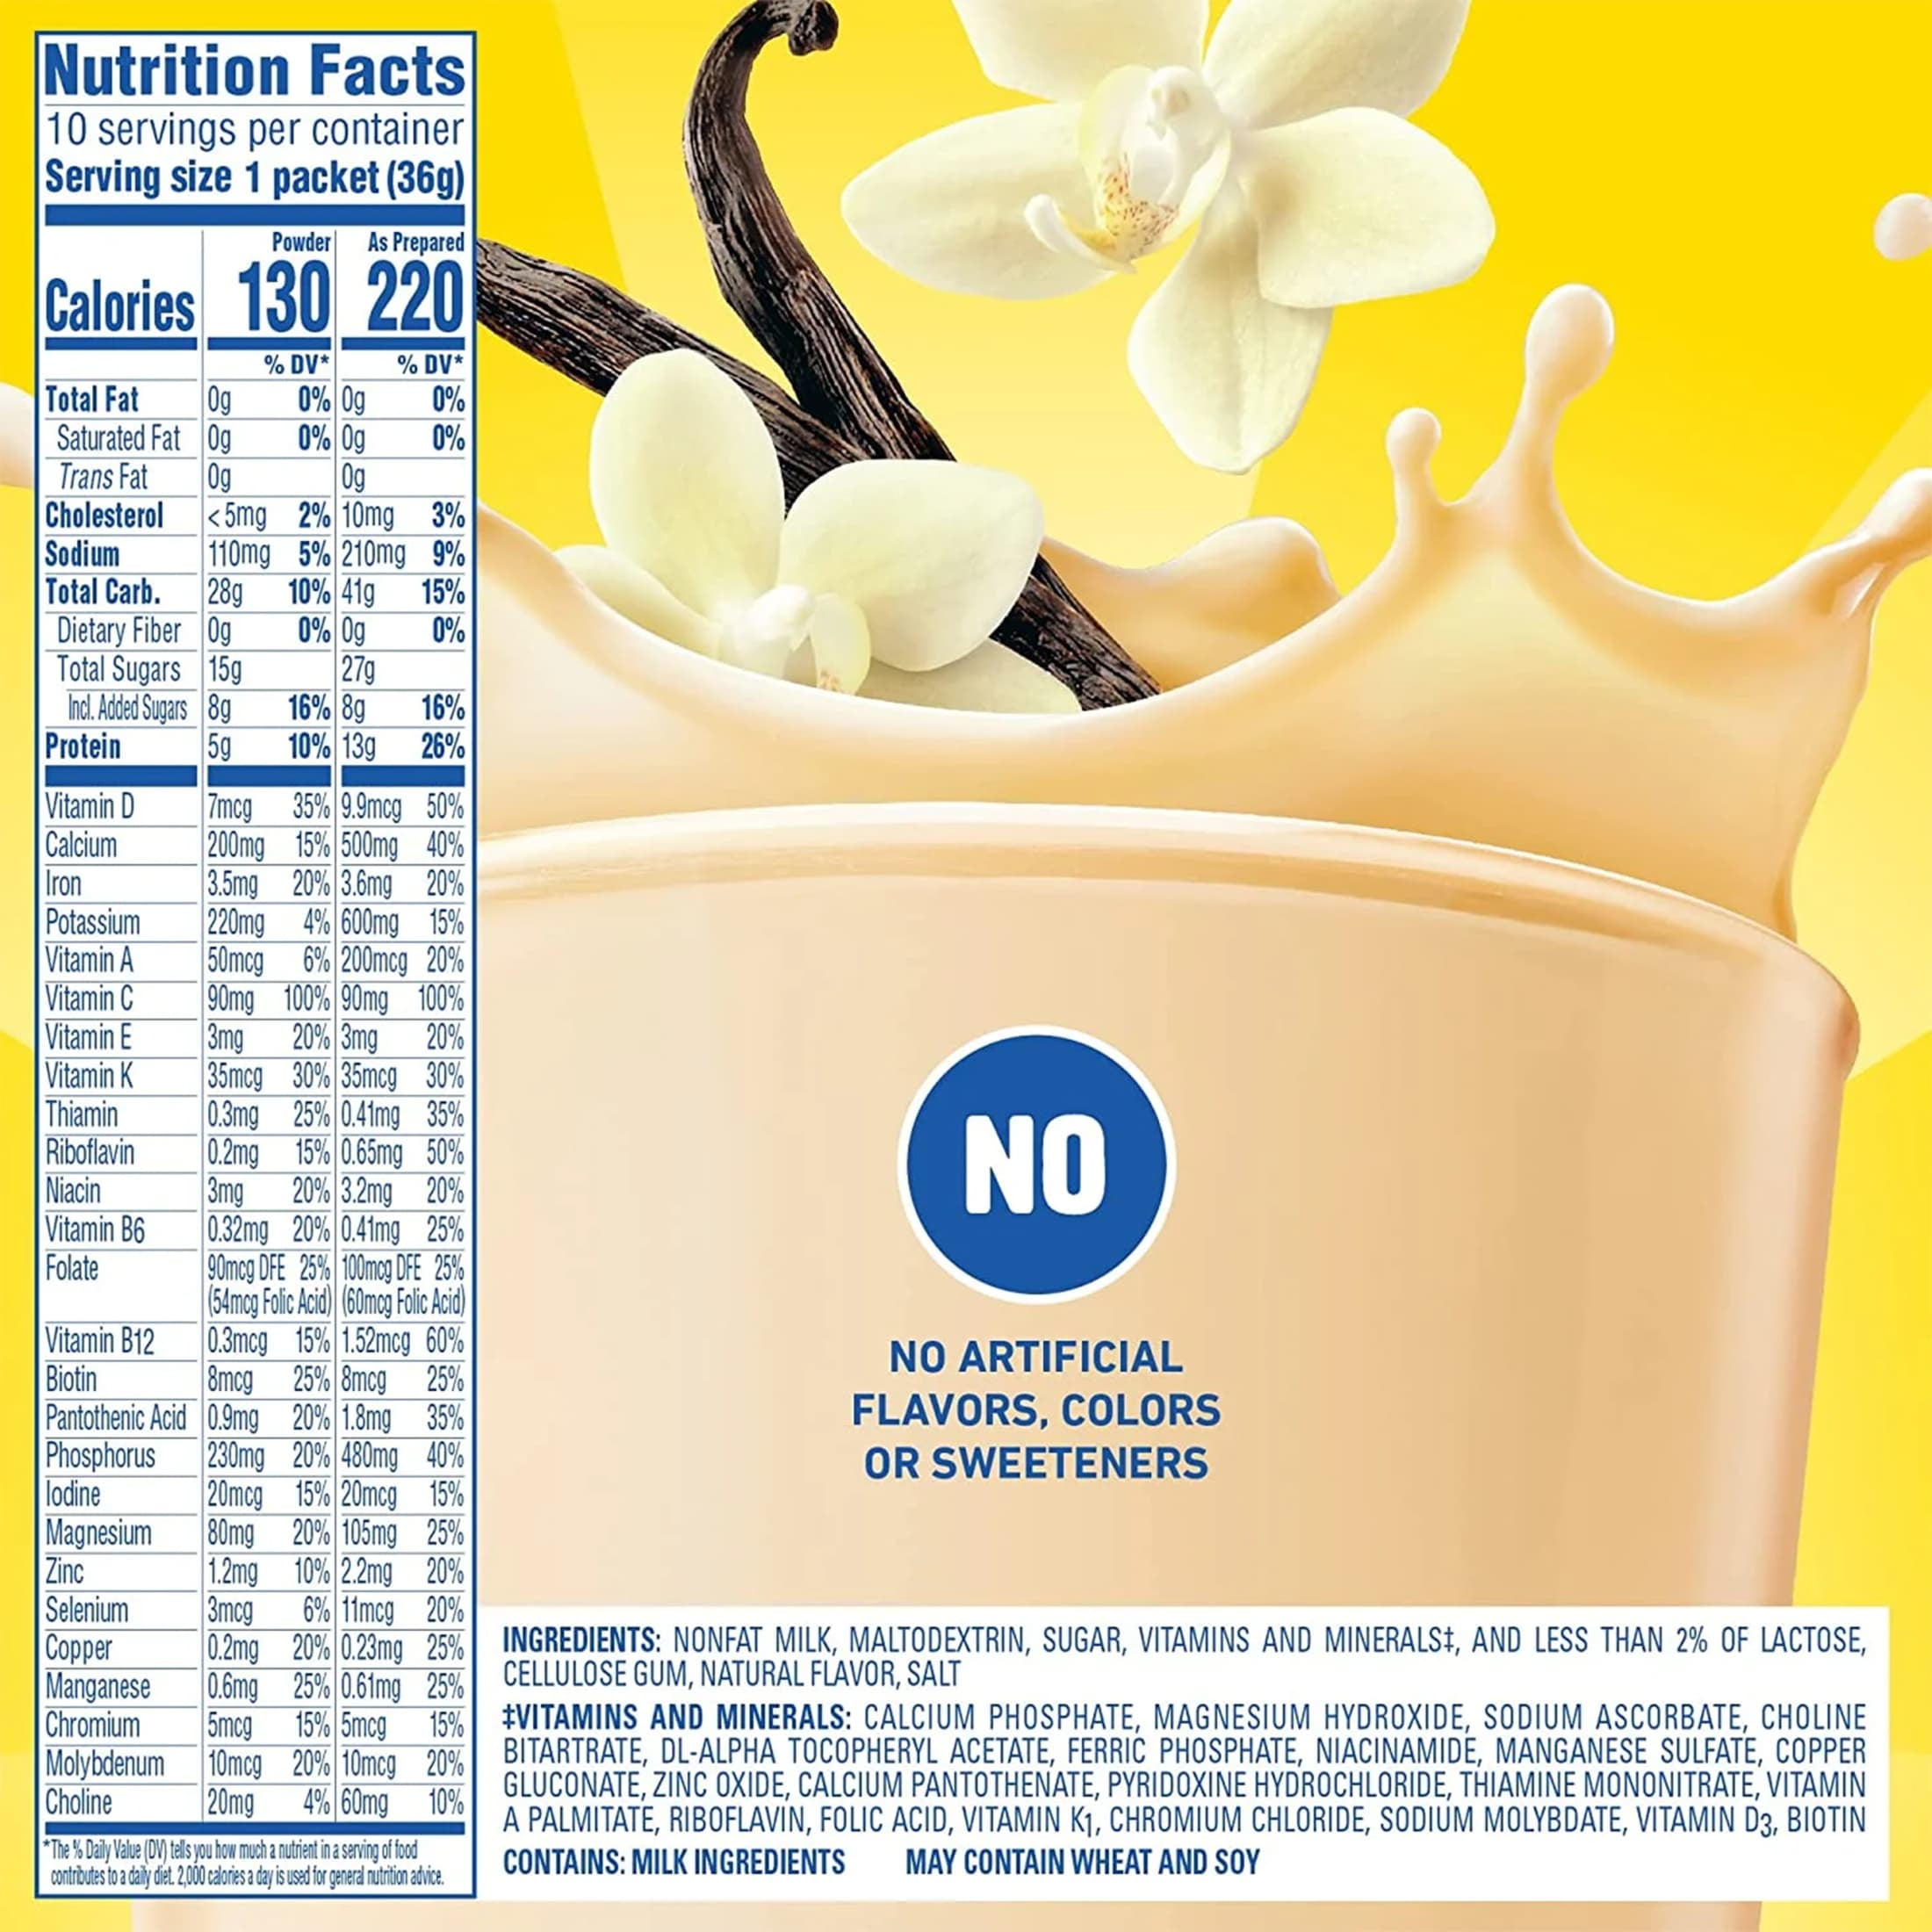 Nutrition Facts
10 servings per container
Serving size 1 packet (36g)
Powder As Prepared
Calories 130 220
% DV* % DV*
Total Fat 0g 0% 0g 0%
Saturated Fat 0g 0% 0g 0%
Trans Fat 0g 0g
Cholesterol <5mg 2% 10mg 3%
Sodium 110mg 5% 210mg 9%
Total Carb. 28g 10% 41g 15%
Dietary Fiber 0g 0% 0g 0%
Total Sugars 15g 27g
Incl. Added Sugars 8g 16% 8g 16%
Protein 5g 10% 13g 26%
Vitamin D 7mcg 35% 9.9mcg 50%
Calcium 200mg 15% 500mg 40%
Iron 3.5mg 20% 3.6mg 20%
Potassium 220mg 4% 600mg 15%
Vitamin A 50mcg 6% 200mcg 20%
Vitamin C 90mg 100% 90mg 100%
Vitamin E 3mg 20% 3mg 20%
Vitamin K 35mcg 30% 35mcg 30%
Thiamin 0.3mg 25% 0.41mg 35%
Riboflavin 0.2mg 15% 0.65mg 50%
Niacin 3mg 20% 3.2mg 20%
Vitamin B6 0.32mg 20% 0.41mg 25%
Folate 90mcg DFE 25% 100mcg DFE 25%
(54mcg Folic Acid) (60mcg Folic Acid)
Vitamin B12 0.3mcg 15% 1.52mcg 60%
Biotin 8mcg 25% 8mcg 25%
Pantothenic Acid 0.9mg 20% 1.8mg 35%
Phosphorus 230mg 20% 480mg 40%
Iodine 20mcg 15% 20mcg 15%
Magnesium 80mg 20% 105mg 25%
Zinc 1.2mg 10% 2.2mg 20%
Selenium 3mcg 6% 11mcg 20%
Copper 0.2mg 20% 0.23mg 25%
Manganese 0.6mg 25% 0.61mg 25%
Chromium 5mcg 15% 5mcg 15%
Molybdenum 10mcg 20% 10mcg 20%
Choline 20mg 4% 60mg 10%
*The % Daily Value (DV) tells you how much a nutrient in a serving of food
contributes to a daily diet. 2,000 calories a day is used for general nutrition advice.
NO
NO ARTIFICIAL
FLAVORS, COLORS
OR SWEETENERS
INGREDIENTS: NONFAT MILK, MALTODEXTRIN, SUGAR, VITAMINS AND MINERALS‡, AND LESS THAN 2% OF LACTOSE,
CELLULOSE GUM, NATURAL FLAVOR, SALT
‡VITAMINS AND MINERALS: CALCIUM PHOSPHATE, MAGNESIUM HYDROXIDE, SODIUM ASCORBATE, CHOLINE
BITARTRATE, DL-ALPHA TOCOPHERYL ACETATE, FERRIC PHOSPHATE, NIACINAMIDE, MANGANESE SULFATE, COPPER
GLUCONATE, ZINC OXIDE, CALCIUM PANTOTHENATE, PYRIDOXINE HYDROCHLORIDE, THIAMINE MONONITRATE, VITAMIN
A PALMITATE, RIBOFLAVIN, FOLIC ACID, VITAMIN K1, CHROMIUM CHLORIDE, SODIUM MOLYBDATE, VITAMIN D3, BIOTIN
CONTAINS: MILK INGREDIENTS MAY CONTAIN WHEAT AND SOY